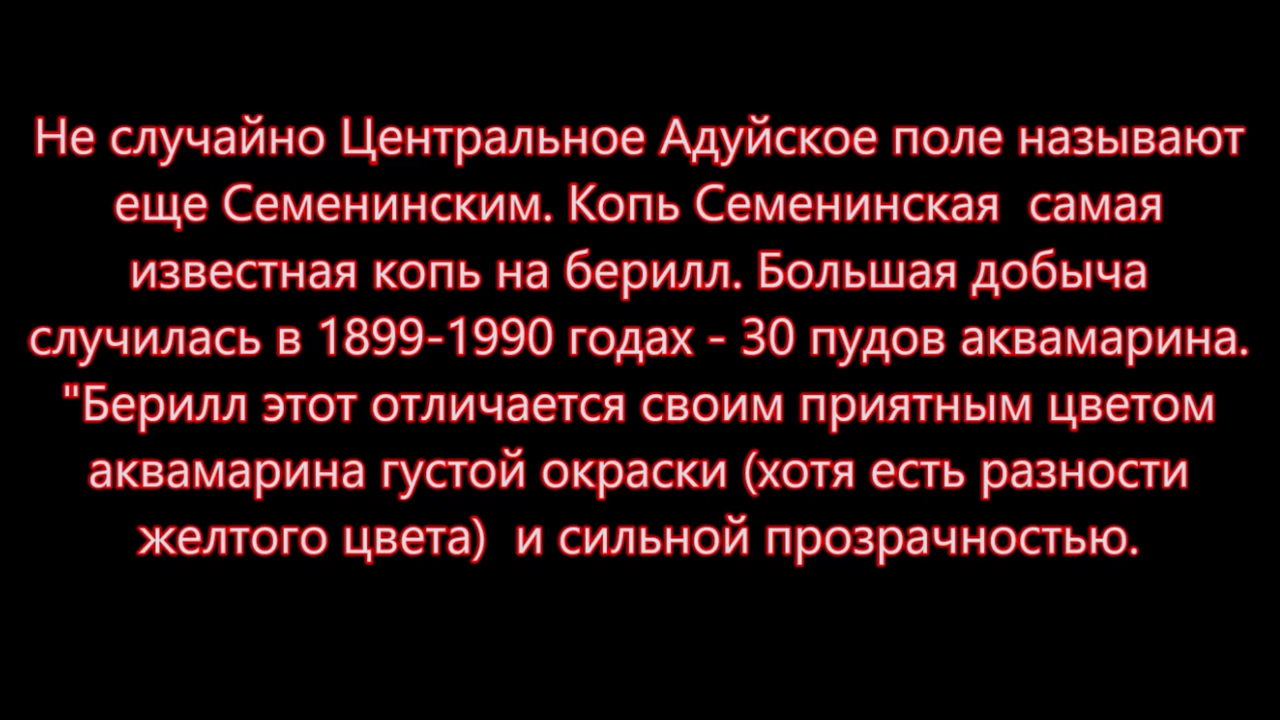 Не случайно Центральное Адуйское поле называют
еще Семенинским. Копь Семенинская  самая
известная копь на берилл. Большая добыча
случилась в 1899-1990 годах - 30 пудов аквамарина.
"Берилл этот отличается своим приятным цветом
аквамарина густой окраски (хотя есть разности
желтого цвета)  и сильной прозрачностью.